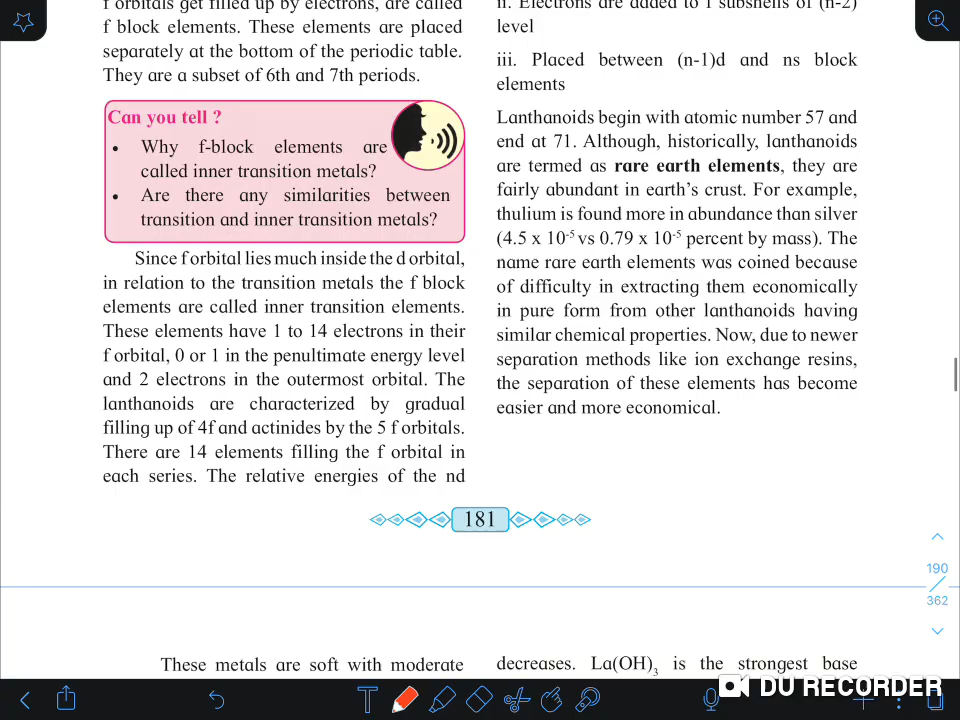 f orbitals get filled up by electrons, are called
f block elements. These elements are placed
separately at the bottom of the periodic table.
They are a subset of 6th and 7th periods.
Can you tell ?
• Why f-block elements are
called inner transition metals?
• Are there any similarities between
transition and inner transition metals?
Since f orbital lies much inside the d orbital,
in relation to the transition metals the f block
elements are called inner transition elements.
These elements have 1 to 14 electrons in their
f orbital, 0 or 1 in the penultimate energy level
and 2 electrons in the outermost orbital. The
lanthanoids are characterized by gradual
filling up of 4f and actinides by the 5 f orbitals.
There are 14 elements filling the f orbital in
each series. The relative energies of the nd
ii. Electrons are added to f subshells of (n-2)
level
iii. Placed between (n-1)d and ns block
elements
Lanthanoids begin with atomic number 57 and
end at 71. Although, historically, lanthanoids
are termed as rare earth elements, they are
fairly abundant in earth's crust. For example,
thulium is found more in abundance than silver
(4.5 x 10⁻⁵ vs 0.79 x 10⁻⁵ percent by mass). The
name rare earth elements was coined because
of difficulty in extracting them economically
in pure form from other lanthanoids having
similar chemical properties. Now, due to newer
separation methods like ion exchange resins,
the separation of these elements has become
easier and more economical.
181
190
362
These metals are soft with moderate
decreases. La(OH)₃ is the strongest base
T
DU RECORDER